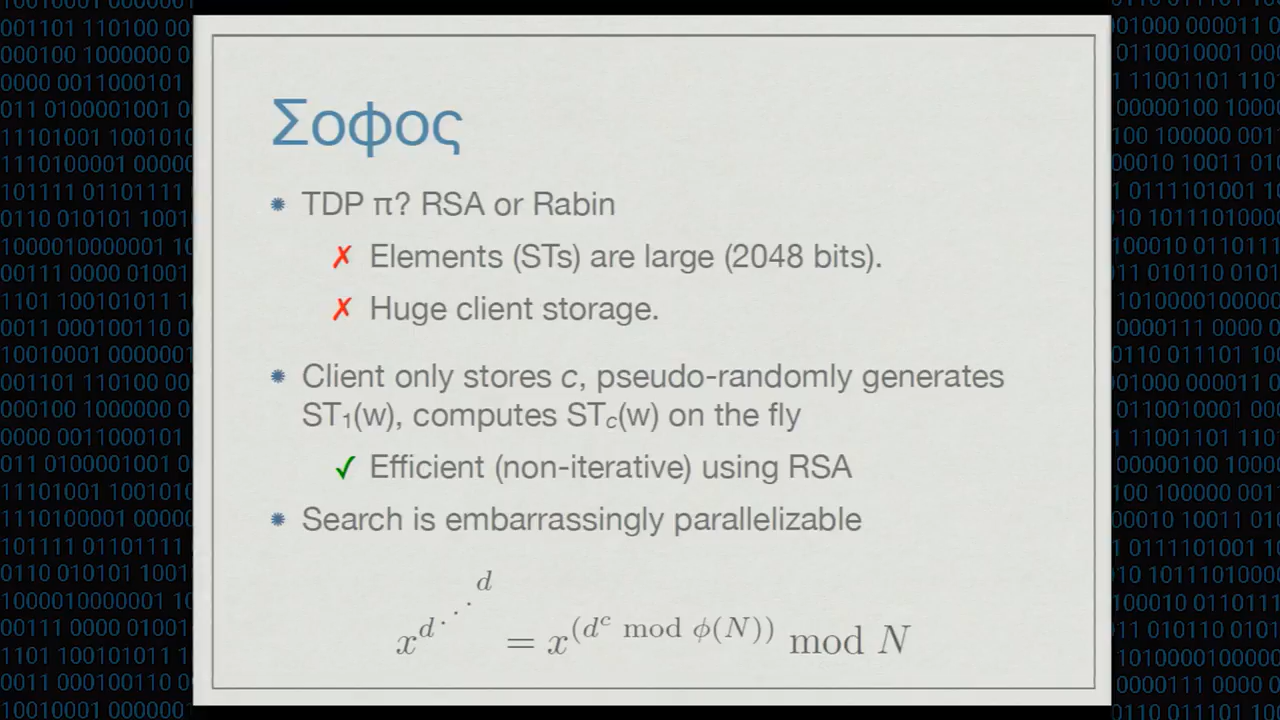 Σοφος
TDP π? RSA or Rabin
✗ Elements (STs) are large (2048 bits).
✗ Huge client storage.
Client only stores c, pseudo-randomly generates
ST₁(w), computes ST_c(w) on the fly
✓ Efficient (non-iterative) using RSA
Search is embarrassingly parallelizable
x^{d^{⋰^{d}}} = x^{(d^c mod ϕ(N))} mod N